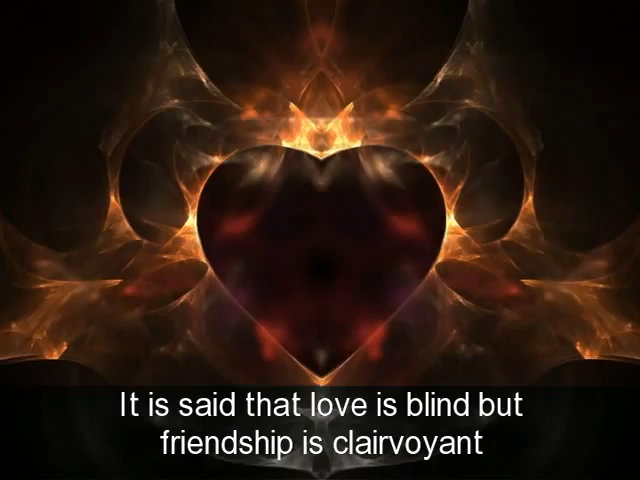 It is said that love is blind but
friendship is clairvoyant